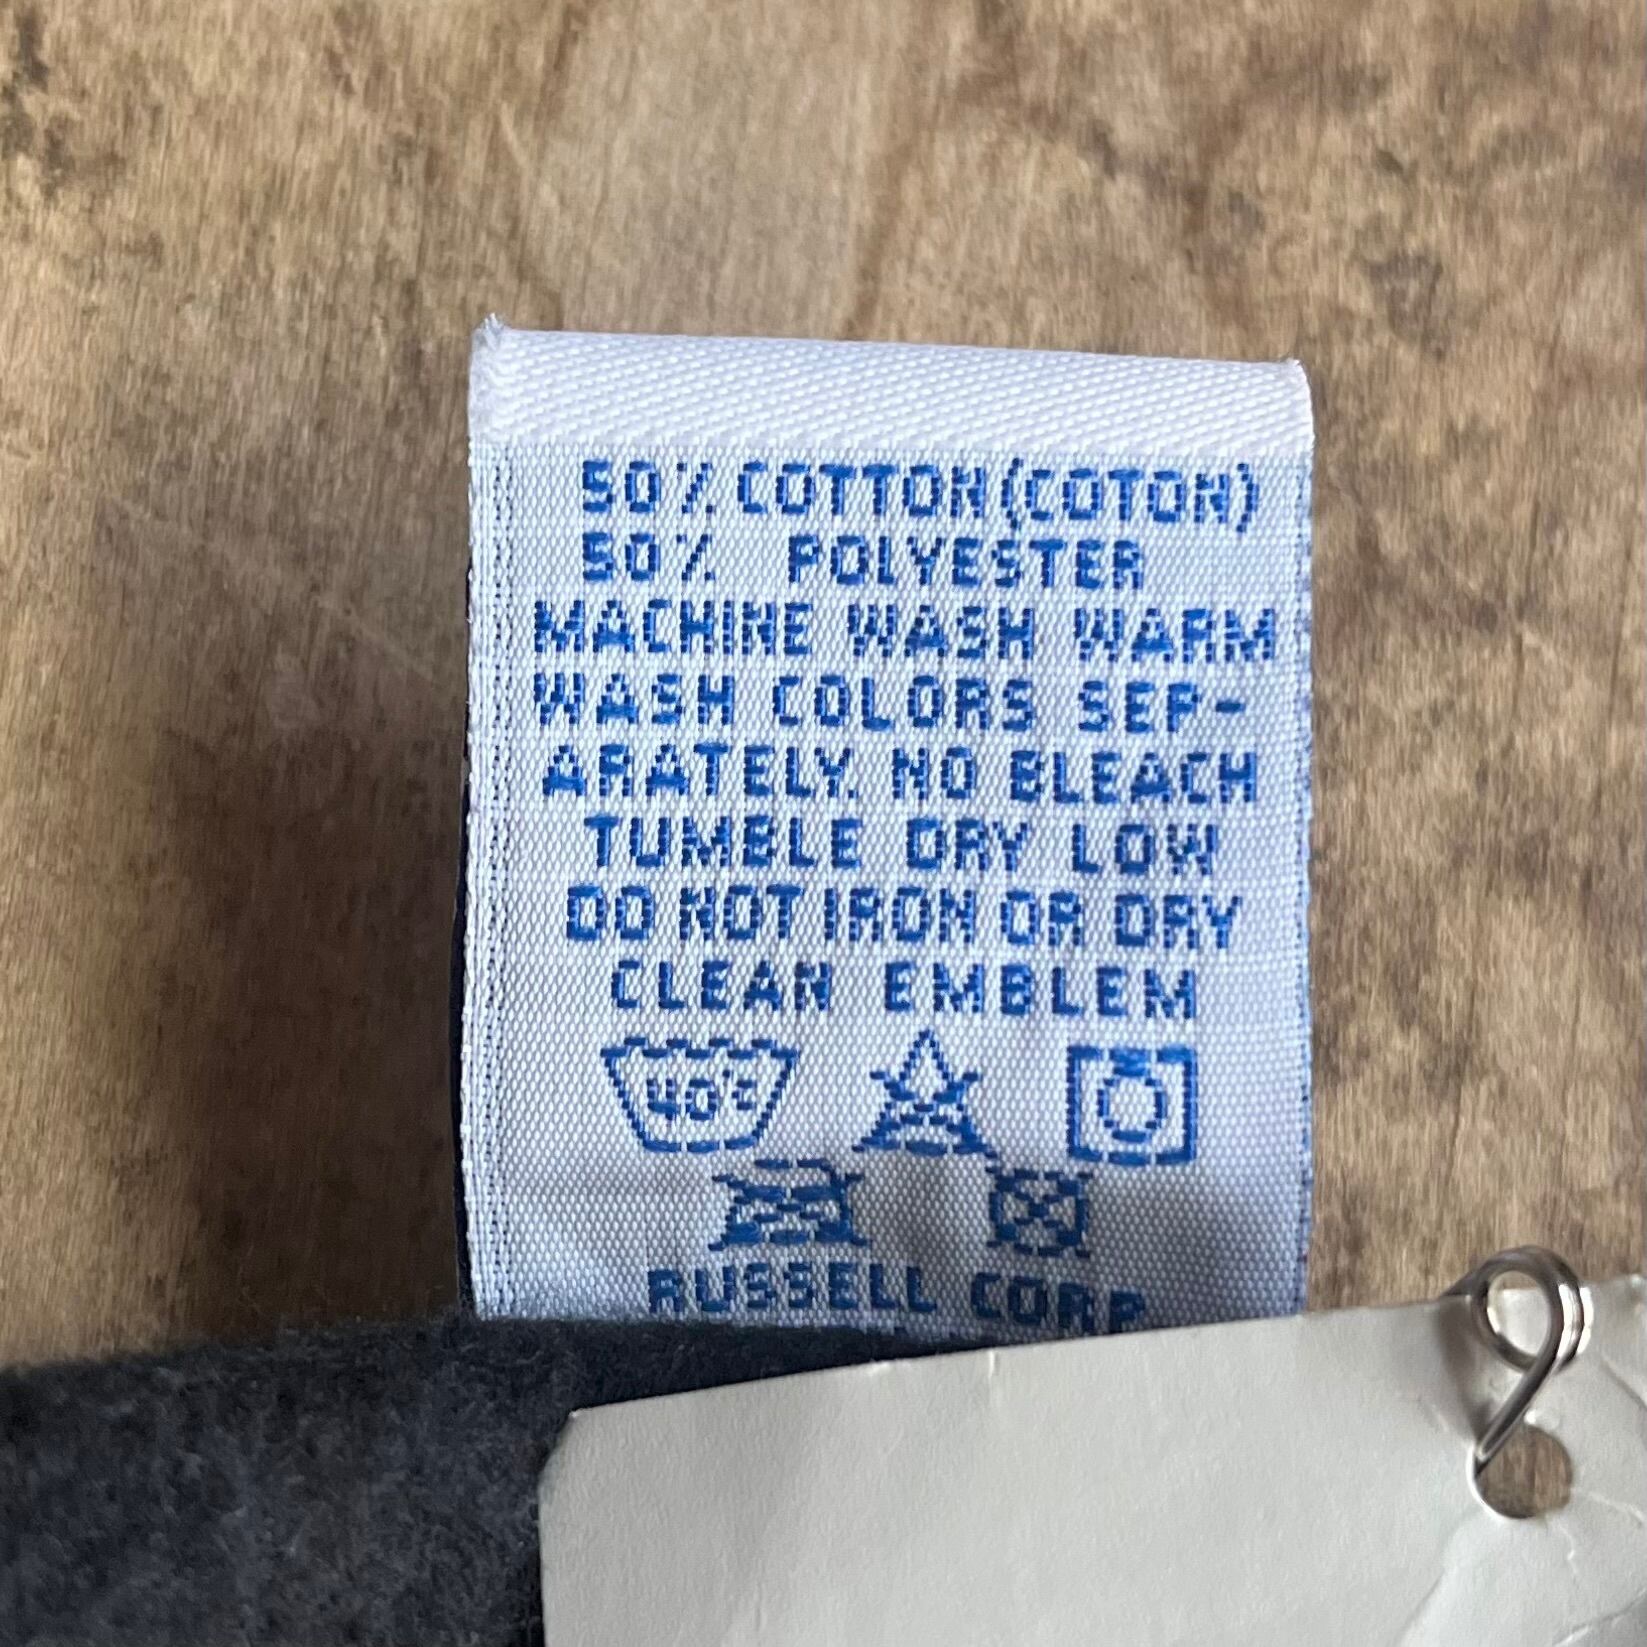 50% COTTON (COTON)
50% POLYESTER
MACHINE WASH WARM
WASH COLORS SEP-
ARATELY. NO BLEACH
TUMBLE DRY LOW
DO NOT IRON OR DRY
CLEAN EMBLEM
40°C
RUSSELL CORP